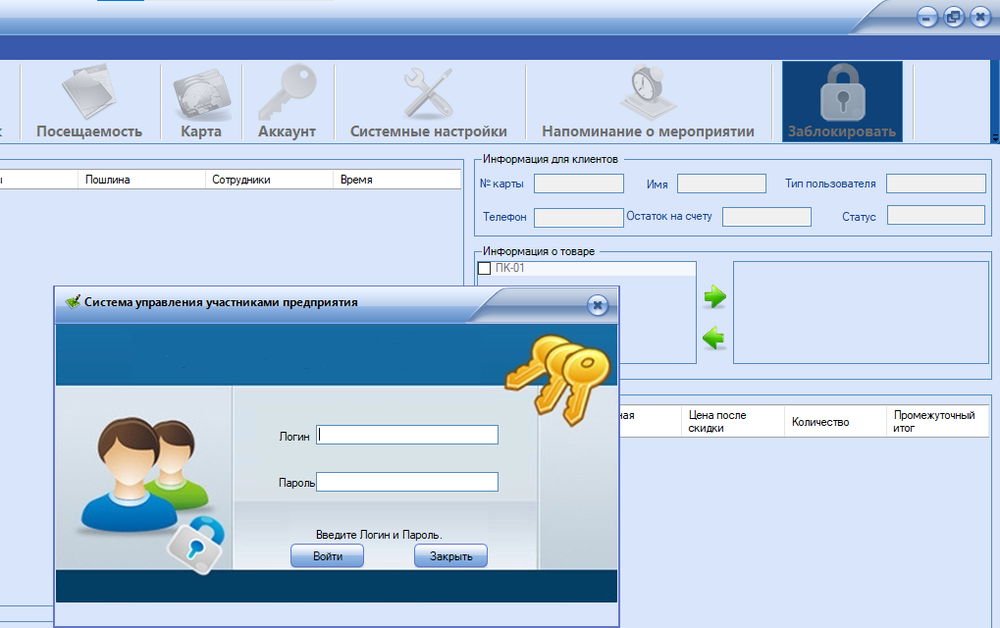 Посещаемость
Карта
Аккаунт
Системные настройки
Напоминание о мероприятии
Заблокировать
Пошлина
Сотрудники
Время
Информация для клиентов
№ карты
Имя
Тип пользователя
Телефон
Остаток на счету
Статус
Информация о товаре
ПК-01
Система управления участниками предприятия
Логин
Пароль
Введите Логин и Пароль.
Войти
Закрыть
Цена после
скидки
Количество
Промежуточный
итог